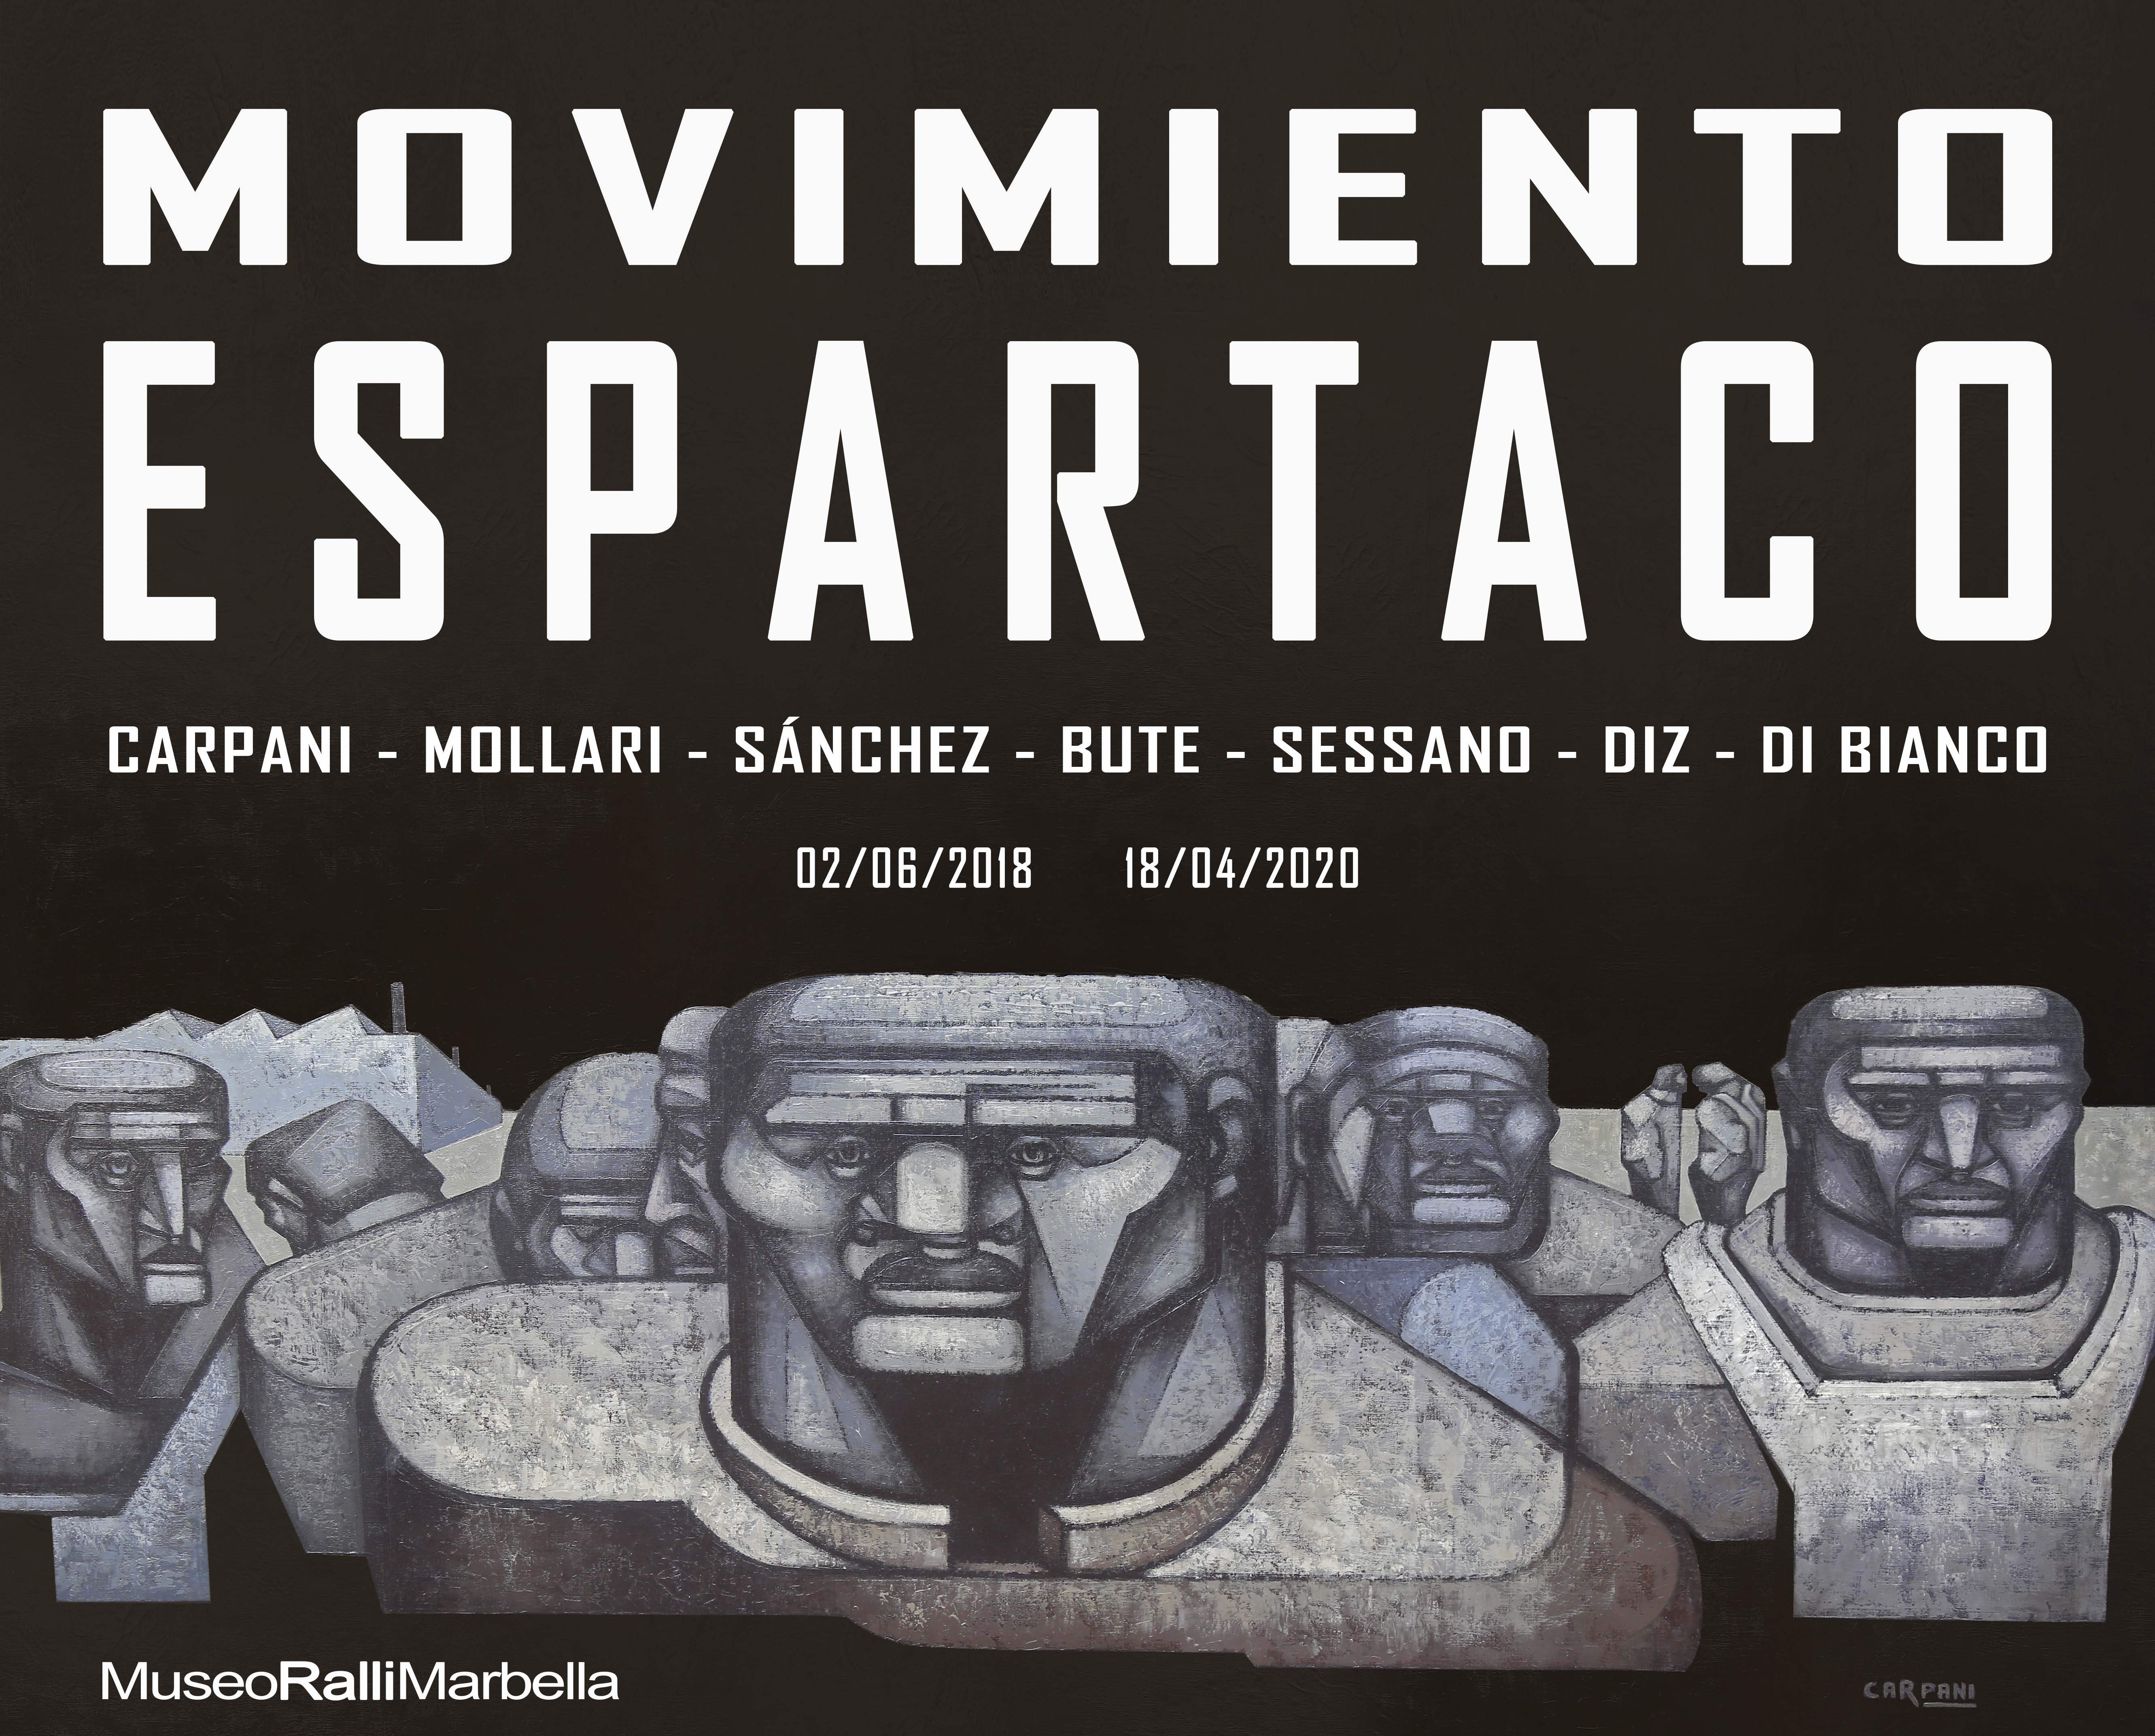 MOVIMIENTO
ESPARTACO
CARPANI - MOLLARI - SÁNCHEZ - BUTE - SESSANO - DIZ - DI BIANCO
02/06/2018 18/04/2020
MuseoRalliMarbella
CARPANI